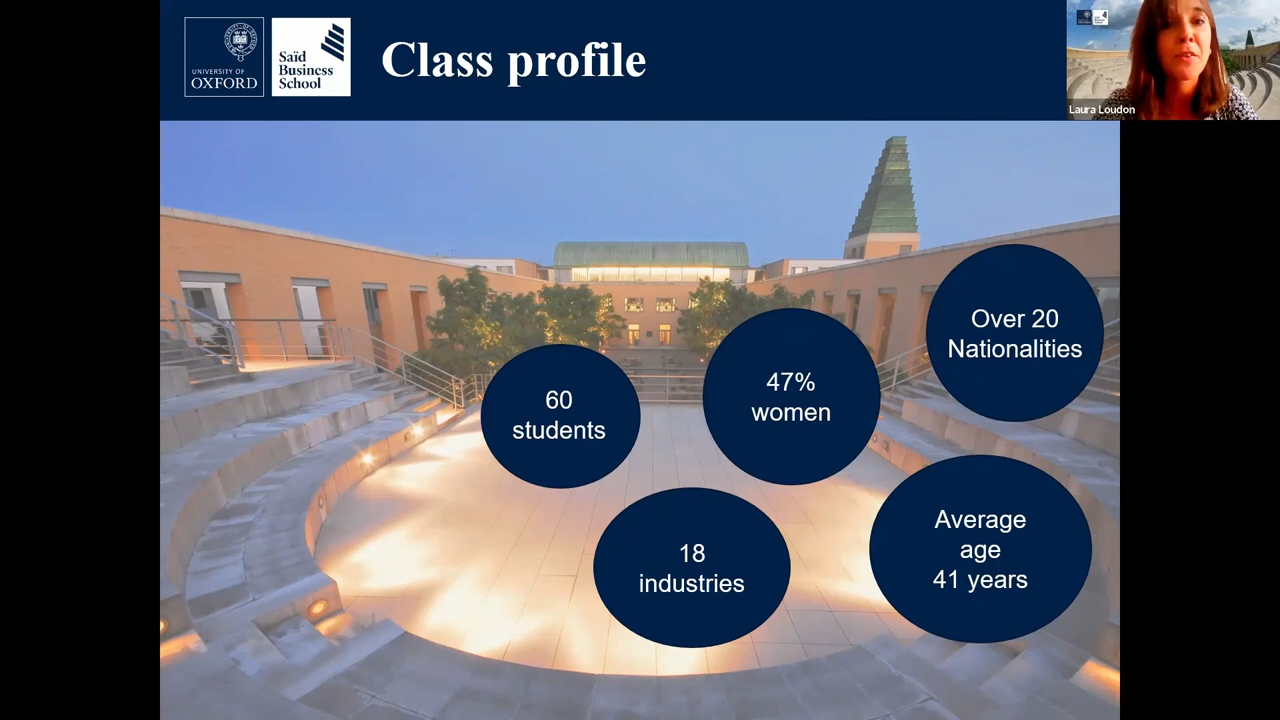 UNIVERSITY OF
OXFORD
Saïd
Business
School
Class profile
Laura Loudon
Over 20
Nationalities
47%
women
60
students
Average
age
41 years
18
industries